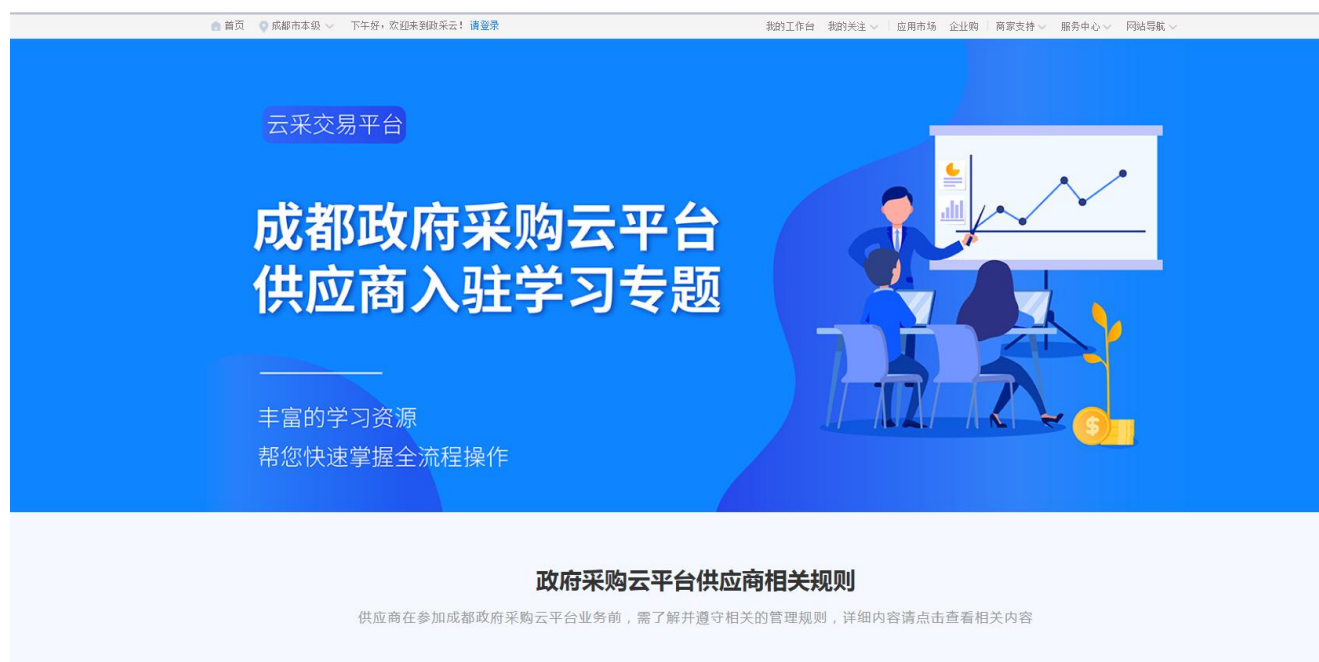 首页 成都市本级 下午好，欢迎来到政采云！请登录 我的工作台 我的关注 应用市场 企业购 商家支持 服务中心 网站导航
云采交易平台
成都政府采购云平台
供应商入驻学习专题
丰富的学习资源
帮您快速掌握全流程操作
政府采购云平台供应商相关规则
供应商在参加成都政府采购云平台业务前，需了解并遵守相关的管理规则，详细内容请点击查看相关内容